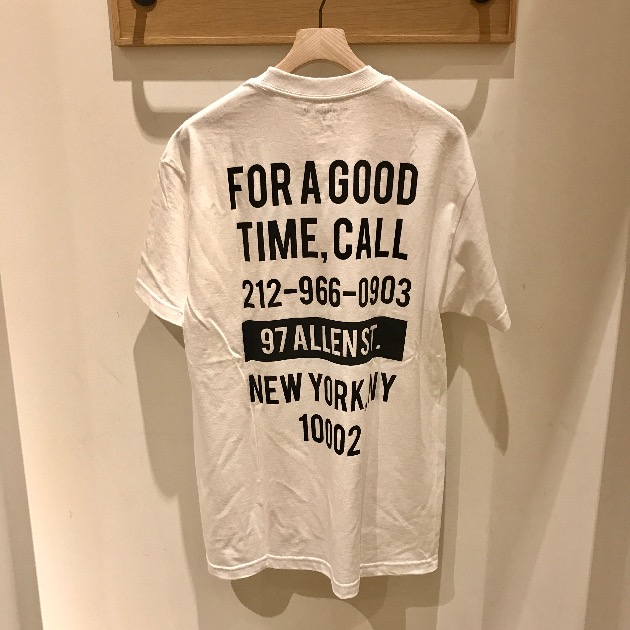 FOR A GOOD
TIME, CALL
212-966-0903
97 ALLEN ST.
NEW YORK, NY
10002